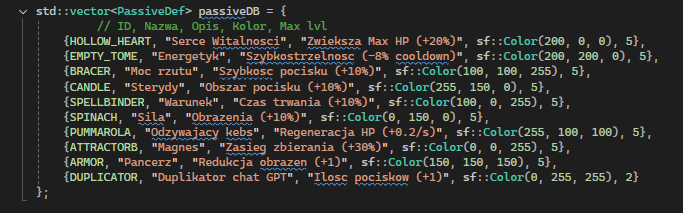 std::vector<PassiveDef> passiveDB = {
// ID, Nazwa, Opis, Kolor, Max lvl
{HOLLOW_HEART, "Serce Witalnosci", "Zwieksza Max HP (+20%)", sf::Color(200, 0, 0), 5},
{EMPTY_TOME, "Energetyk", "Szybkostrzelnosc (-8% cooldown)", sf::Color(200, 200, 0), 5},
{BRACER, "Moc rzutu", "Szybkosc pocisku (+10%)", sf::Color(100, 100, 255), 5},
{CANDLE, "Sterydy", "Obszar pocisku (+10%)", sf::Color(255, 150, 0), 5},
{SPELLBINDER, "Warunek", "Czas trwania (+10%)", sf::Color(100, 0, 255), 5},
{SPINACH, "Sila", "Obrazenia (+10%)", sf::Color(0, 150, 0), 5},
{PUMMAROLA, "Odzywajacy kebs", "Regeneracja HP (+0.2/s)", sf::Color(255, 100, 100), 5},
{ATTRACTORB, "Magnes", "Zasieg zbierania (+30%)", sf::Color(0, 0, 255), 5},
{ARMOR, "Pancerz", "Redukcja obrazen (+1)", sf::Color(150, 150, 150), 5},
{DUPLICATOR, "Duplikator chat GPT", "Ilosc pociskow (+1)", sf::Color(0, 255, 255), 2}
};